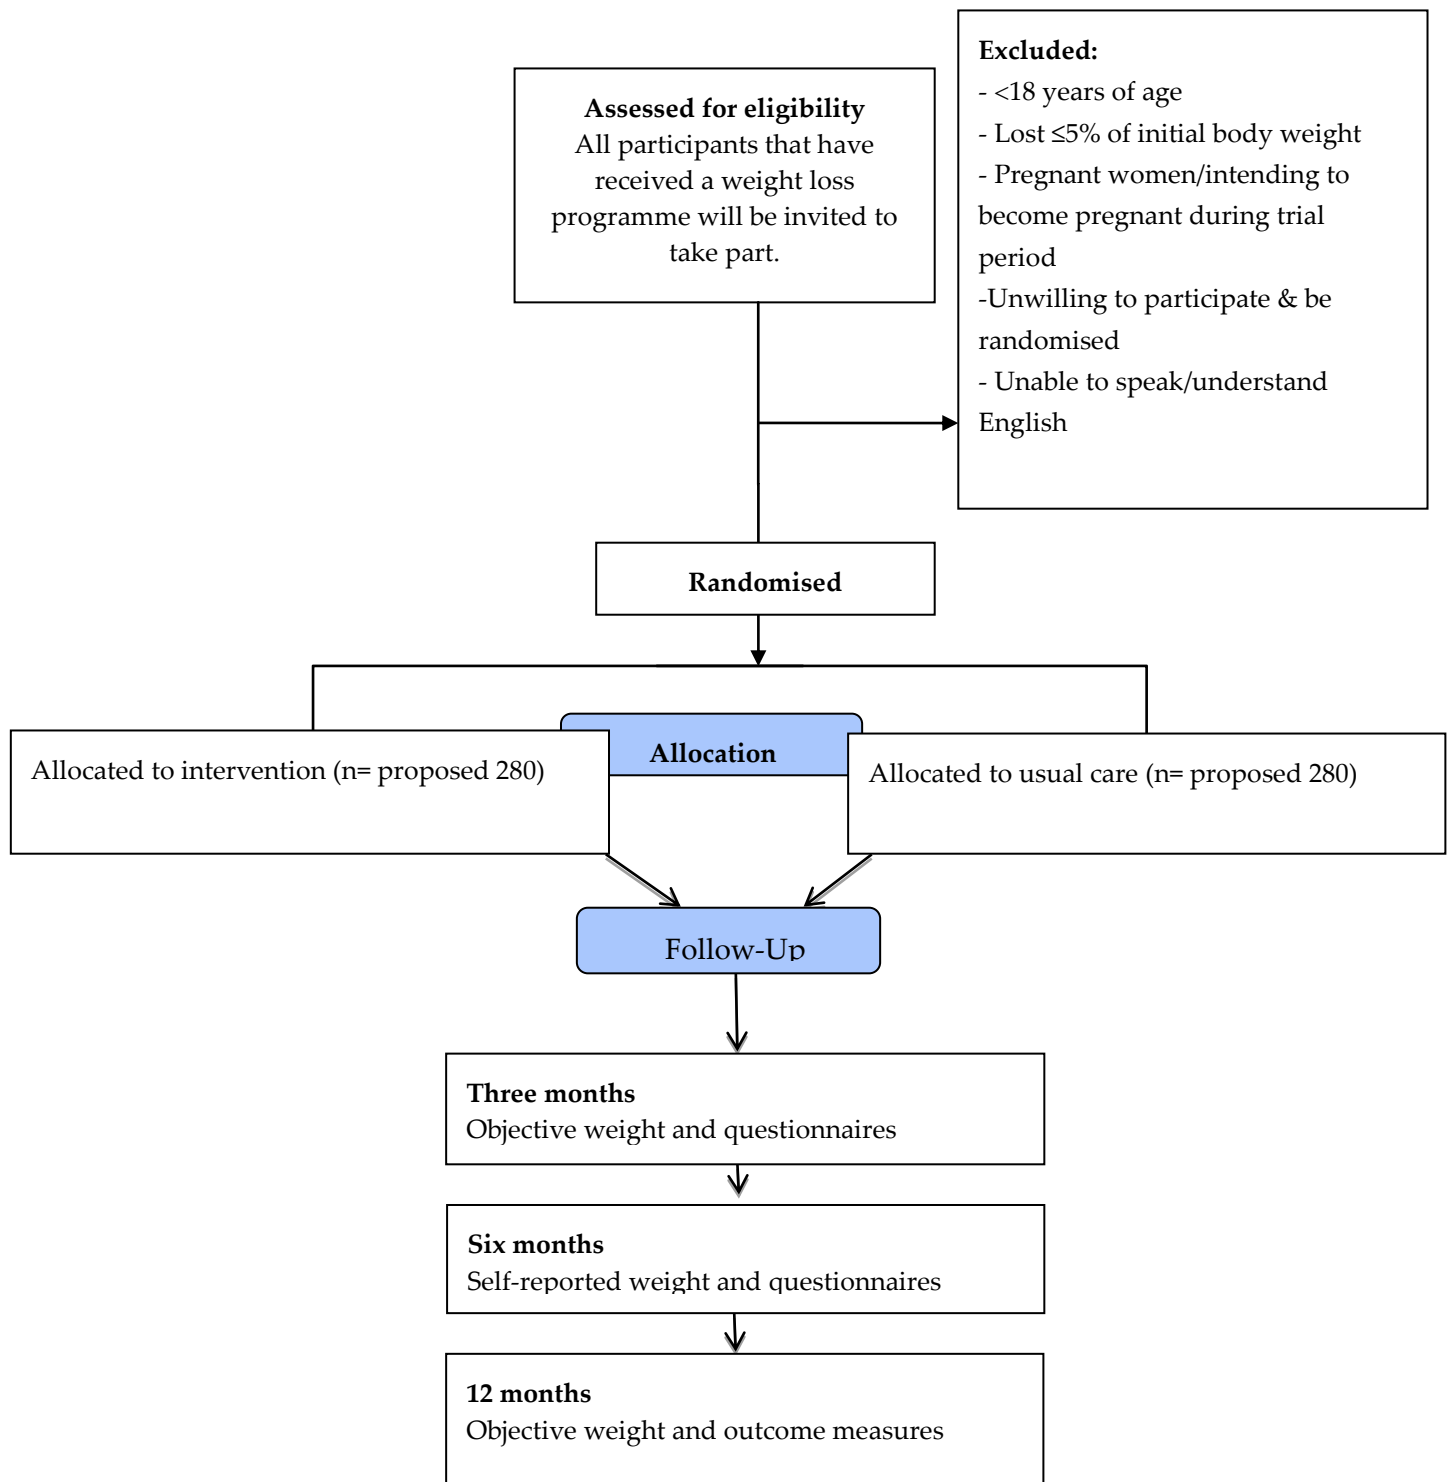 Assessed for eligibility
All participants that have
received a weight loss
programme will be invited to
take part.
Excluded:
- <18 years of age
- Lost ≤5% of initial body weight
- Pregnant women/intending to
become pregnant during trial
period
-Unwilling to participate & be
randomised
- Unable to speak/understand
English
Randomised
Allocation
Allocated to intervention (n= proposed 280)
Allocated to usual care (n= proposed 280)
Follow-Up
Three months
Objective weight and questionnaires
Six months
Self-reported weight and questionnaires
12 months
Objective weight and outcome measures